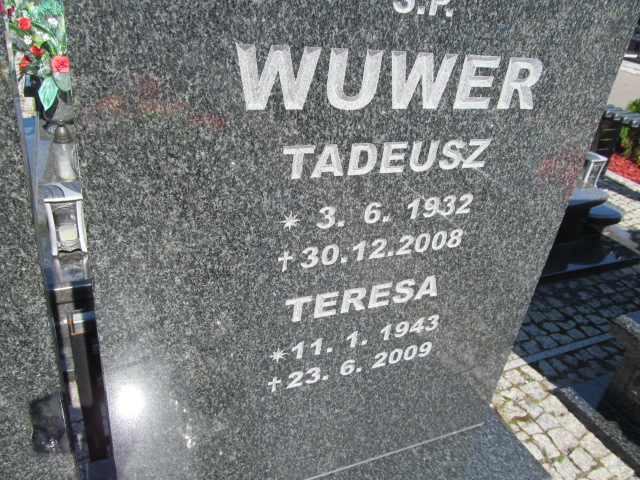 Ś.P.
WUWER
TADEUSZ
* 3. 6. 1932
† 30.12.2008
TERESA
* 11. 1. 1943
† 23. 6. 2009